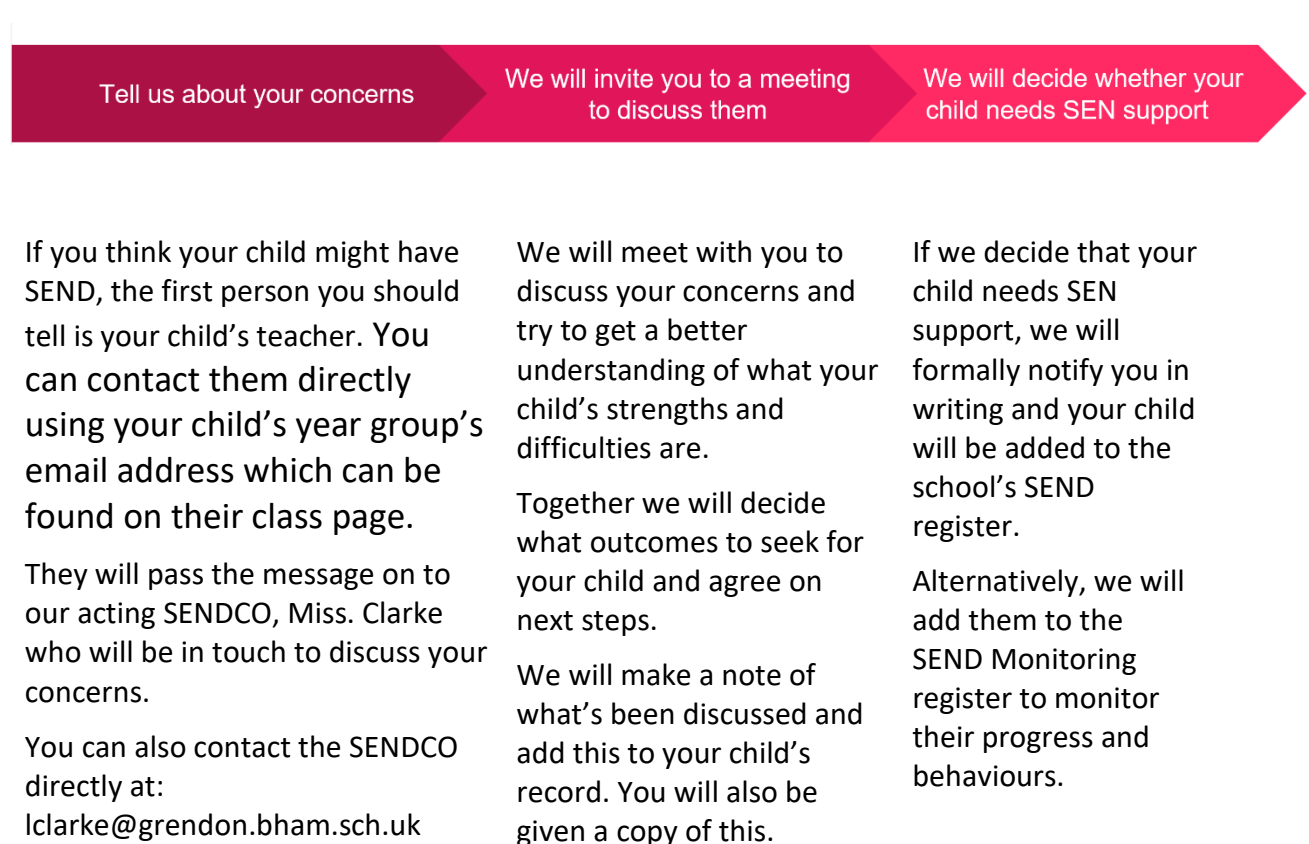 Tell us about your concerns
We will invite you to a meeting
to discuss them
We will decide whether your
child needs SEN support
If you think your child might have
SEND, the first person you should
tell is your child’s teacher. You
can contact them directly
using your child’s year group’s
email address which can be
found on their class page.
They will pass the message on to
our acting SENDCO, Miss. Clarke
who will be in touch to discuss your
concerns.
You can also contact the SENDCO
directly at:
lclarke@grendon.bham.sch.uk
We will meet with you to
discuss your concerns and
try to get a better
understanding of what your
child’s strengths and
difficulties are.
Together we will decide
what outcomes to seek for
your child and agree on
next steps.
We will make a note of
what’s been discussed and
add this to your child’s
record. You will also be
given a copy of this.
If we decide that your
child needs SEN
support, we will
formally notify you in
writing and your child
will be added to the
school’s SEND
register.
Alternatively, we will
add them to the
SEND Monitoring
register to monitor
their progress and
behaviours.